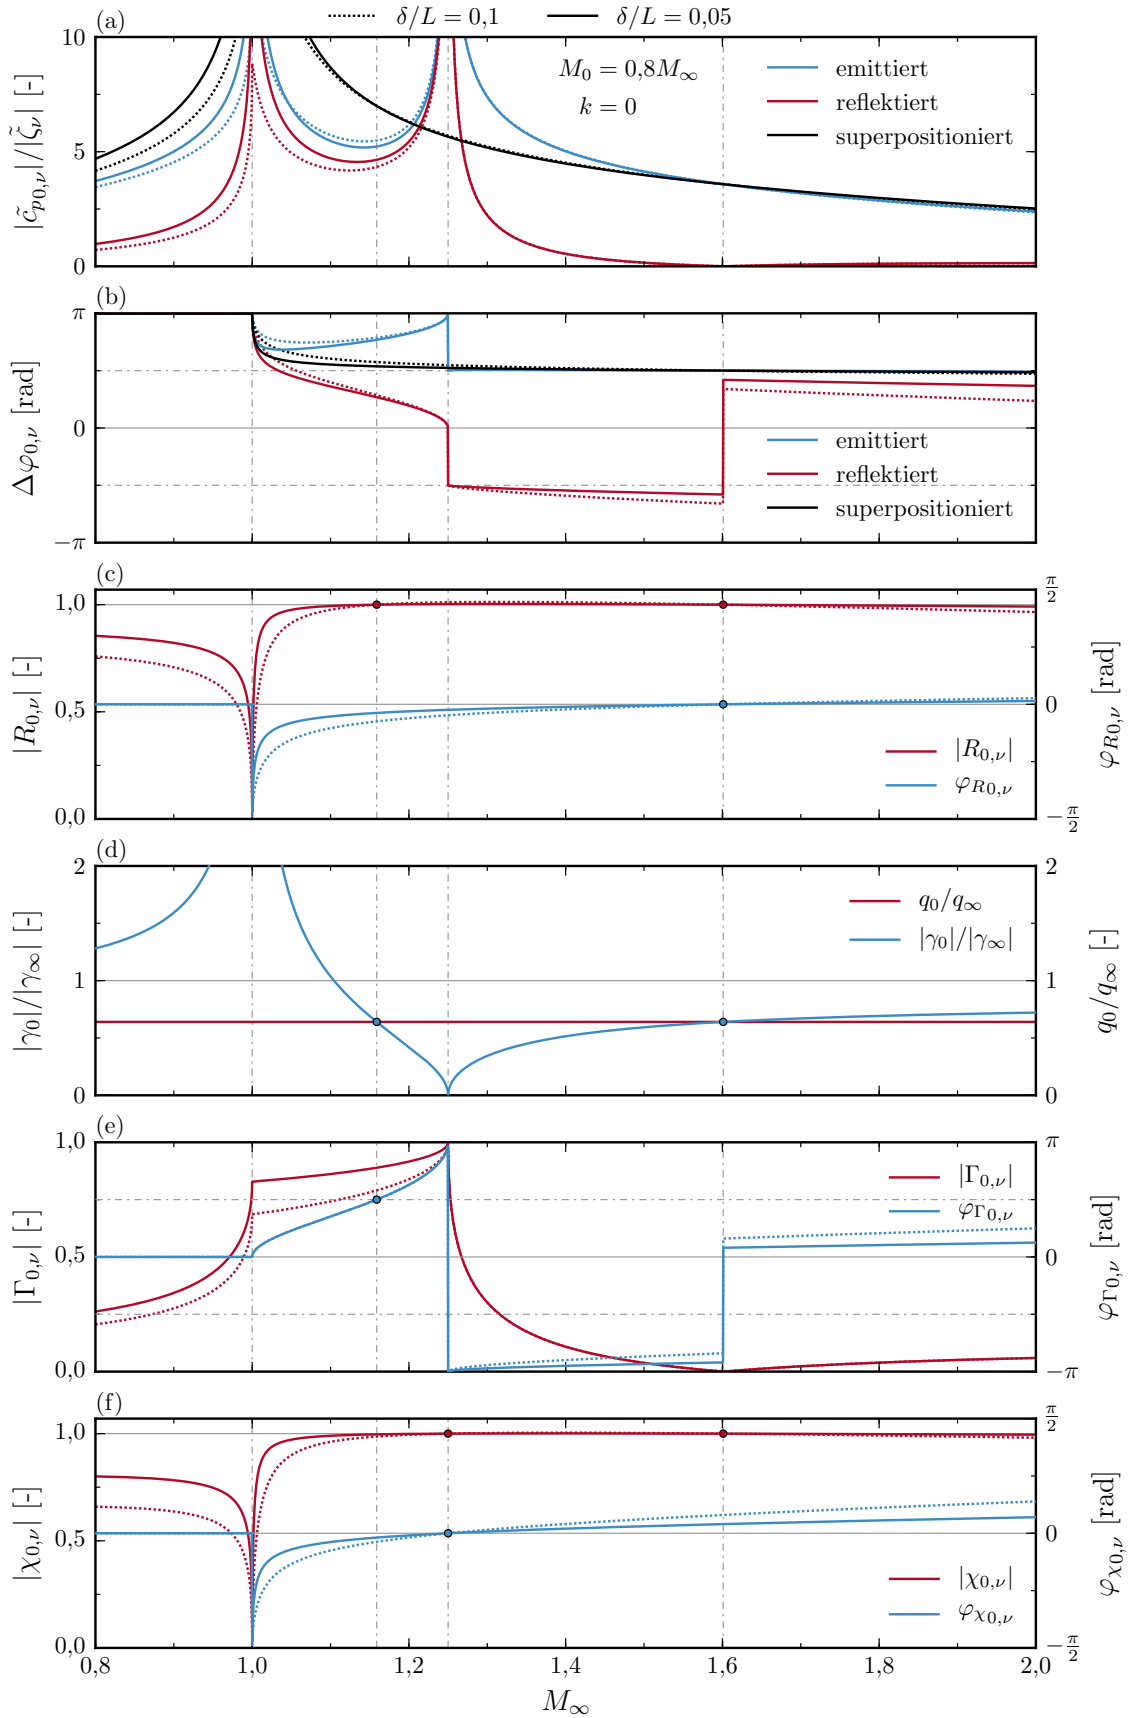 (a)
δ/L = 0,1
δ/L = 0,05
10
5
0
|c̃p0,ν|/|ζ̃ν| [-]
M0 = 0,8M∞
k = 0
emittiert
reflektiert
superpositioniert
(b)
π
0
−π
Δφ0,ν [rad]
emittiert
reflektiert
superpositioniert
(c)
1,0
0,5
0,0
|R0,ν| [-]
π/2
0
−π/2
φR0,ν [rad]
|R0,ν|
φR0,ν
(d)
2
1
0
|γ0|/|γ∞| [-]
2
1
0
q0/q∞ [-]
q0/q∞
|γ0|/|γ∞|
(e)
1,0
0,5
0,0
|Γ0,ν| [-]
π
0
−π
φΓ0,ν [rad]
|Γ0,ν|
φΓ0,ν
(f)
1,0
0,5
0,0
|χ0,ν| [-]
π/2
0
−π/2
φχ0,ν [rad]
|χ0,ν|
φχ0,ν
0,8 1,0 1,2 1,4 1,6 1,8 2,0
M∞